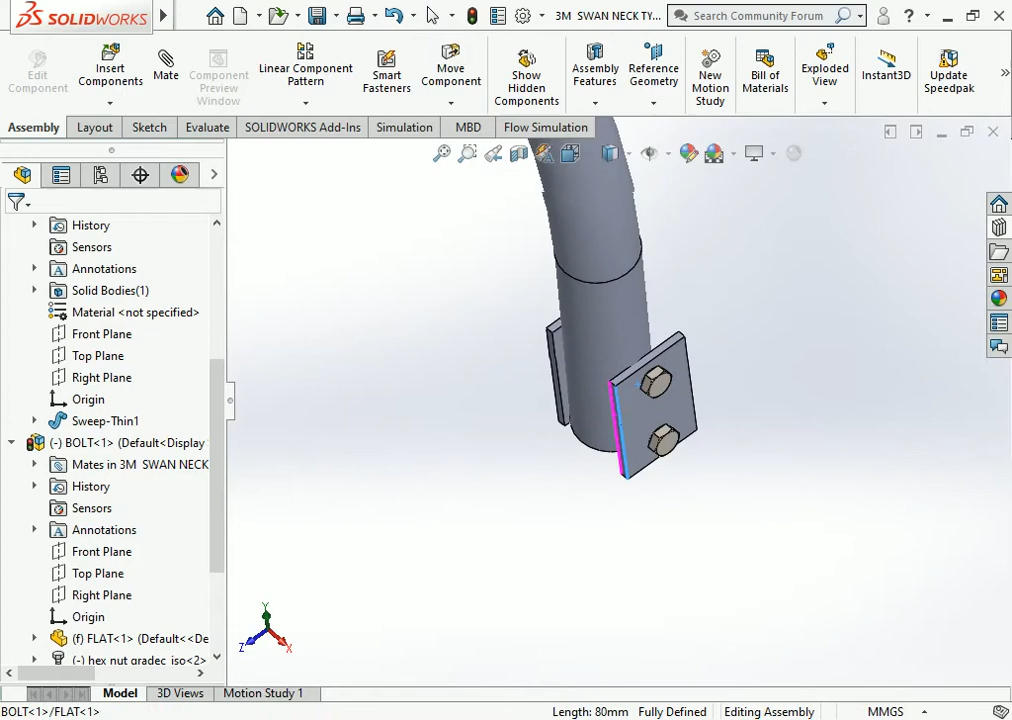 SOLIDWORKS
3M  SWAN NECK TY...
Search Community Forum
?
Edit
Component
Insert
Components
Mate
Component
Preview
Window
Linear Component
Pattern
Smart
Fasteners
Move
Component
Show
Hidden
Components
Assembly
Features
Reference
Geometry
New
Motion
Study
Bill of
Materials
Exploded
View
Instant3D
Update
Speedpak
Assembly
Layout
Sketch
Evaluate
SOLIDWORKS Add-Ins
Simulation
MBD
Flow Simulation
History
Sensors
Annotations
Solid Bodies(1)
Material <not specified>
Front Plane
Top Plane
Right Plane
Origin
Sweep-Thin1
(-) BOLT<1> (Default<Display
Mates in 3M  SWAN NECK
History
Sensors
Annotations
Front Plane
Top Plane
Right Plane
Origin
(f) FLAT<1> (Default<<De
(-) hex nut gradec_iso<2>
Y
Z
X
Model
3D Views
Motion Study 1
BOLT<1>/FLAT<1>
Length: 80mm
Fully Defined
Editing Assembly
MMGS